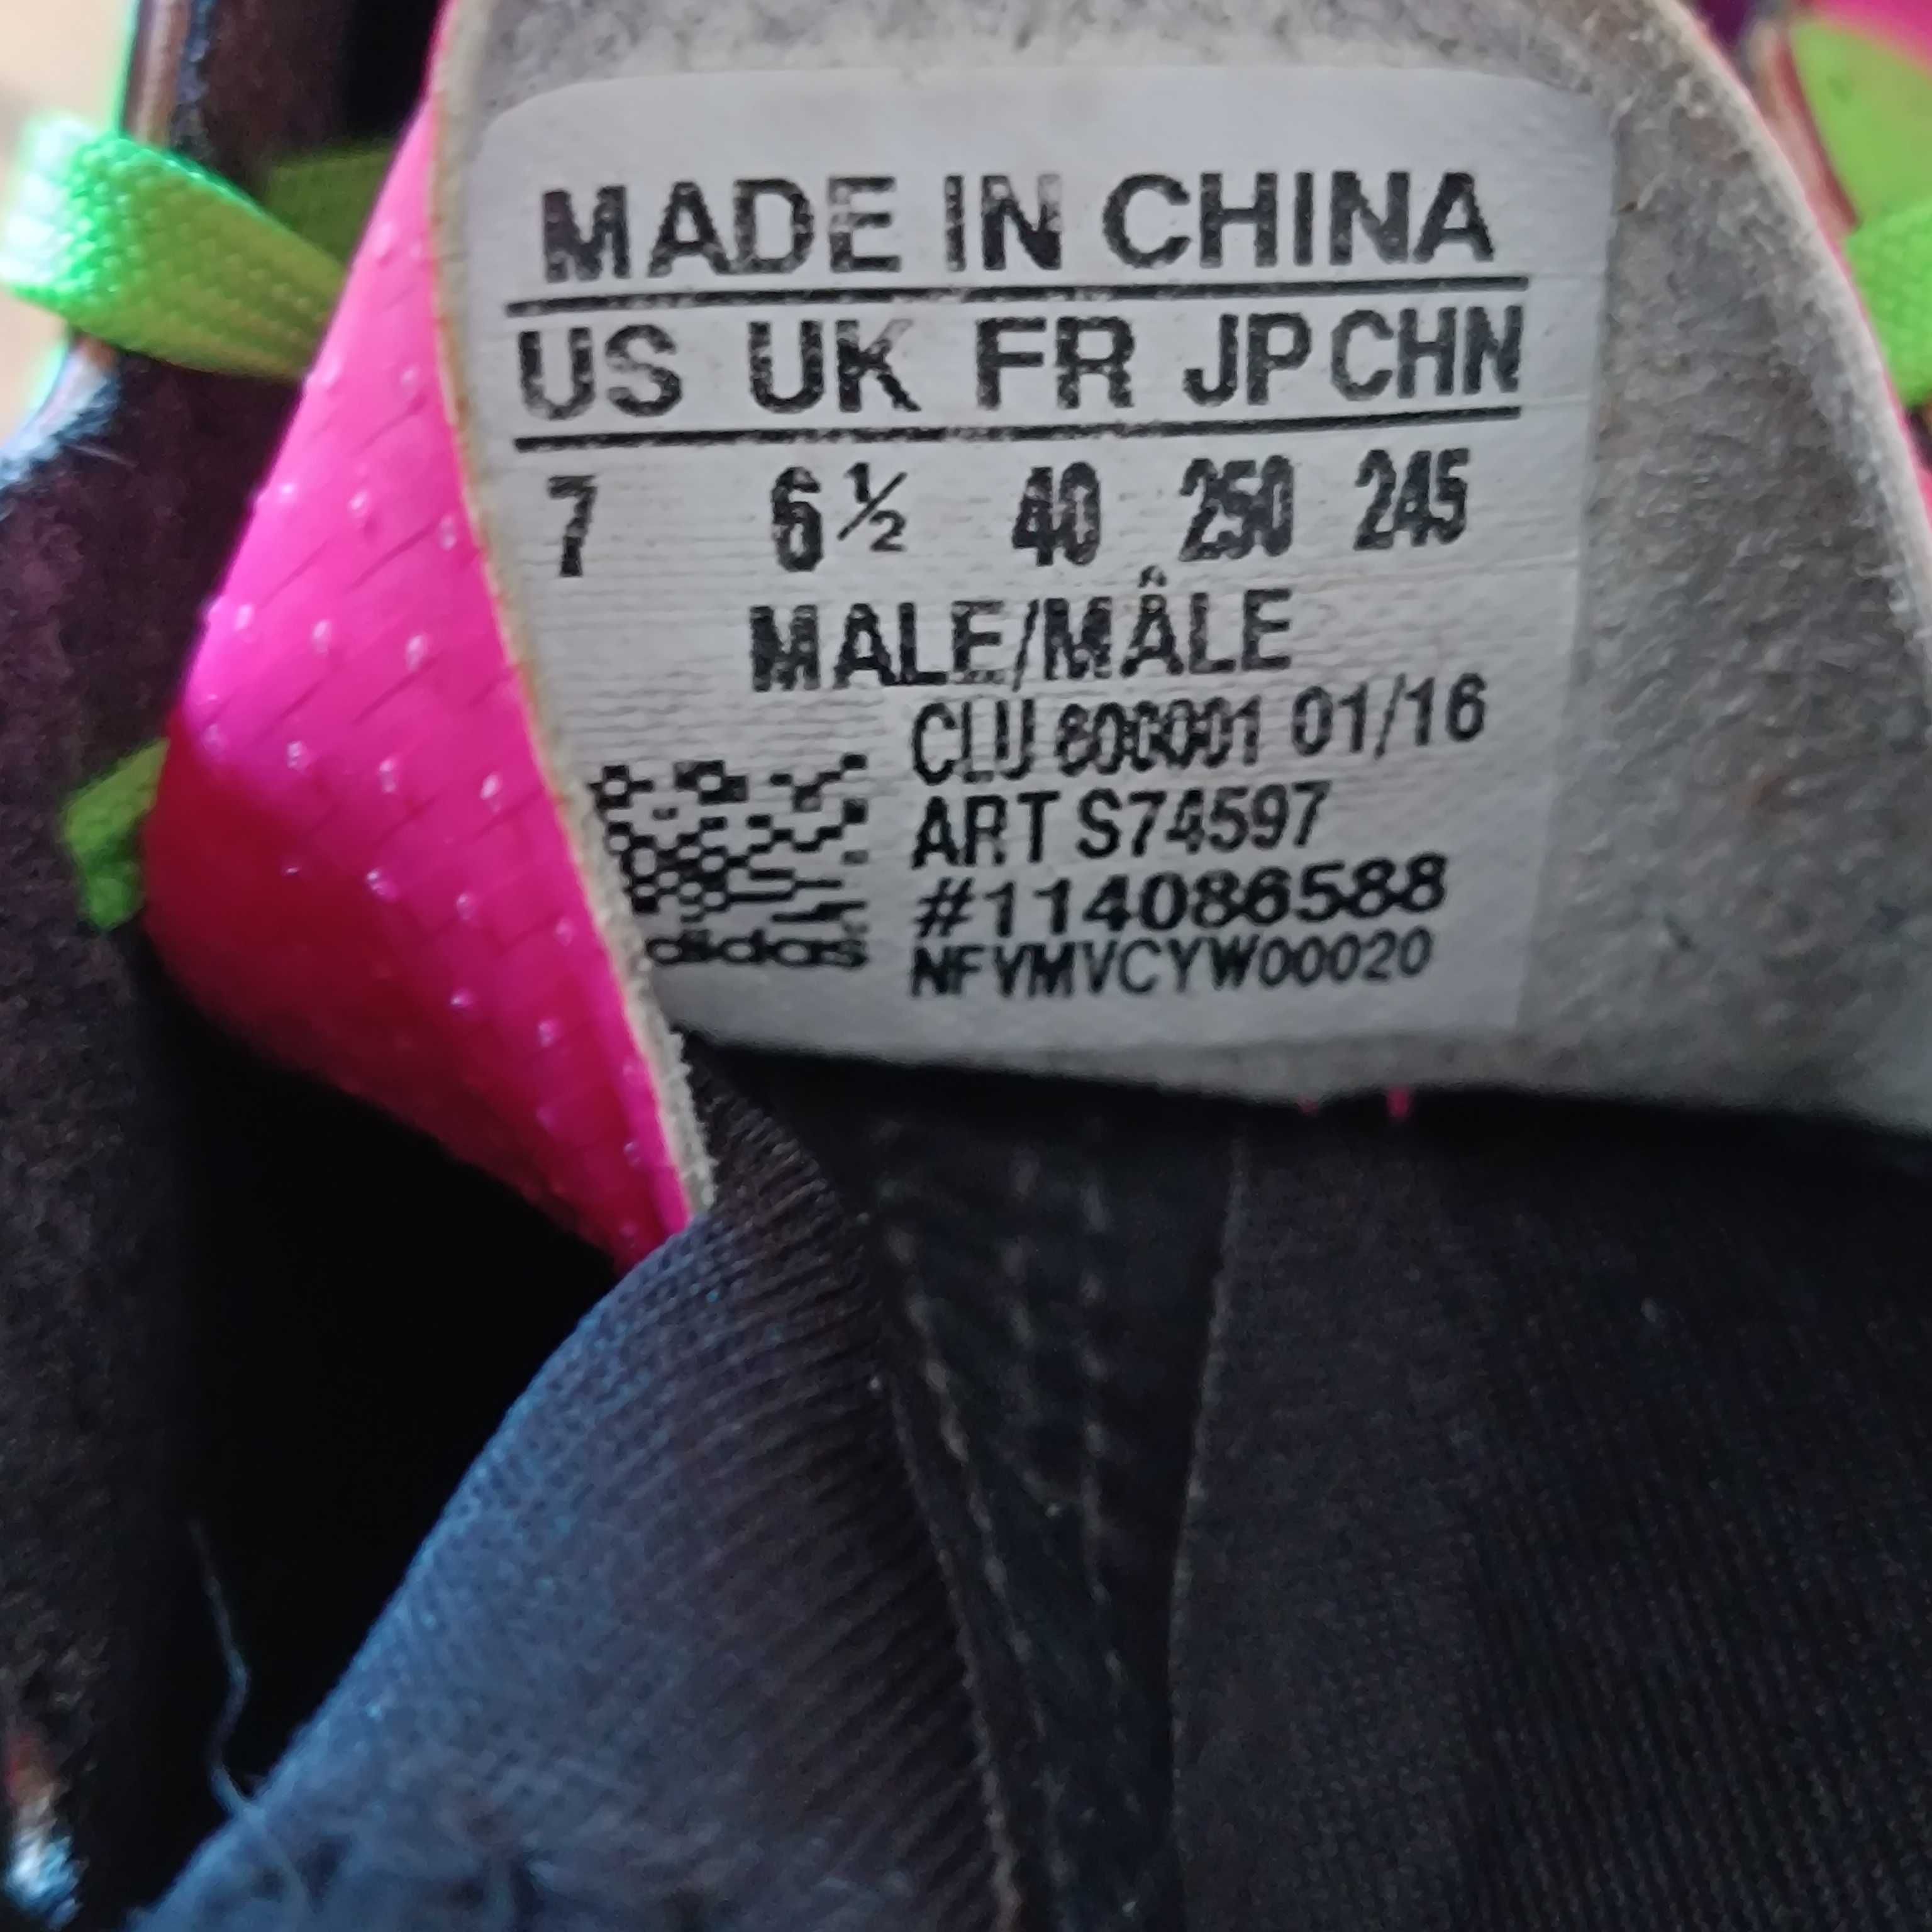 MADE IN CHINA
US UK FR JP CHN
7 6½ 40 250 245
MALE/MÂLE
CLU 600001 01/16
ART S74597
#114086588
NFYMVCYW00020
adidas